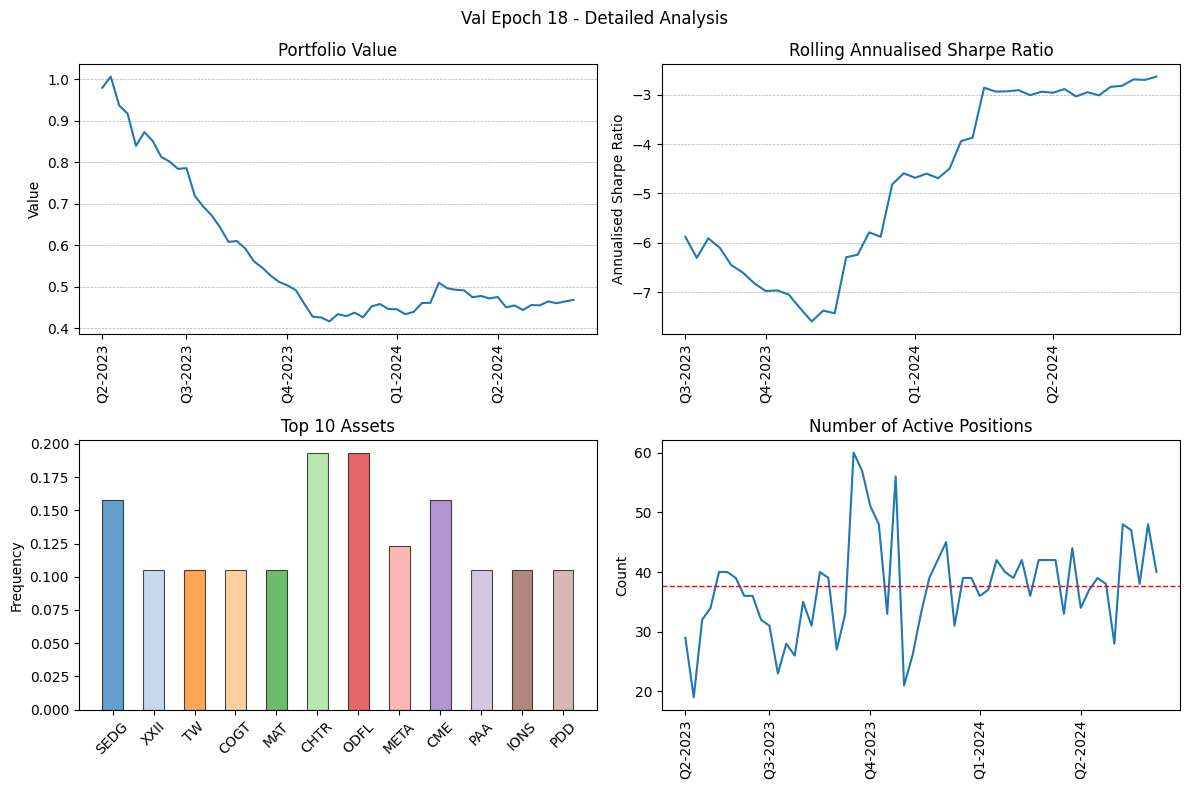 Val Epoch 18 - Detailed Analysis
Portfolio Value
Value
1.0
0.9
0.8
0.7
0.6
0.5
0.4
Q2-2023
Q3-2023
Q4-2023
Q1-2024
Q2-2024
Rolling Annualised Sharpe Ratio
Annualised Sharpe Ratio
−3
−4
−5
−6
−7
Q3-2023
Q4-2023
Q1-2024
Q2-2024
Top 10 Assets
Frequency
0.200
0.175
0.150
0.125
0.100
0.075
0.050
0.025
0.000
SEDG
XXII
TW
COGT
MAT
CHTR
ODFL
META
CME
PAA
IONS
PDD
Number of Active Positions
Count
60
50
40
30
20
Q2-2023
Q3-2023
Q4-2023
Q1-2024
Q2-2024